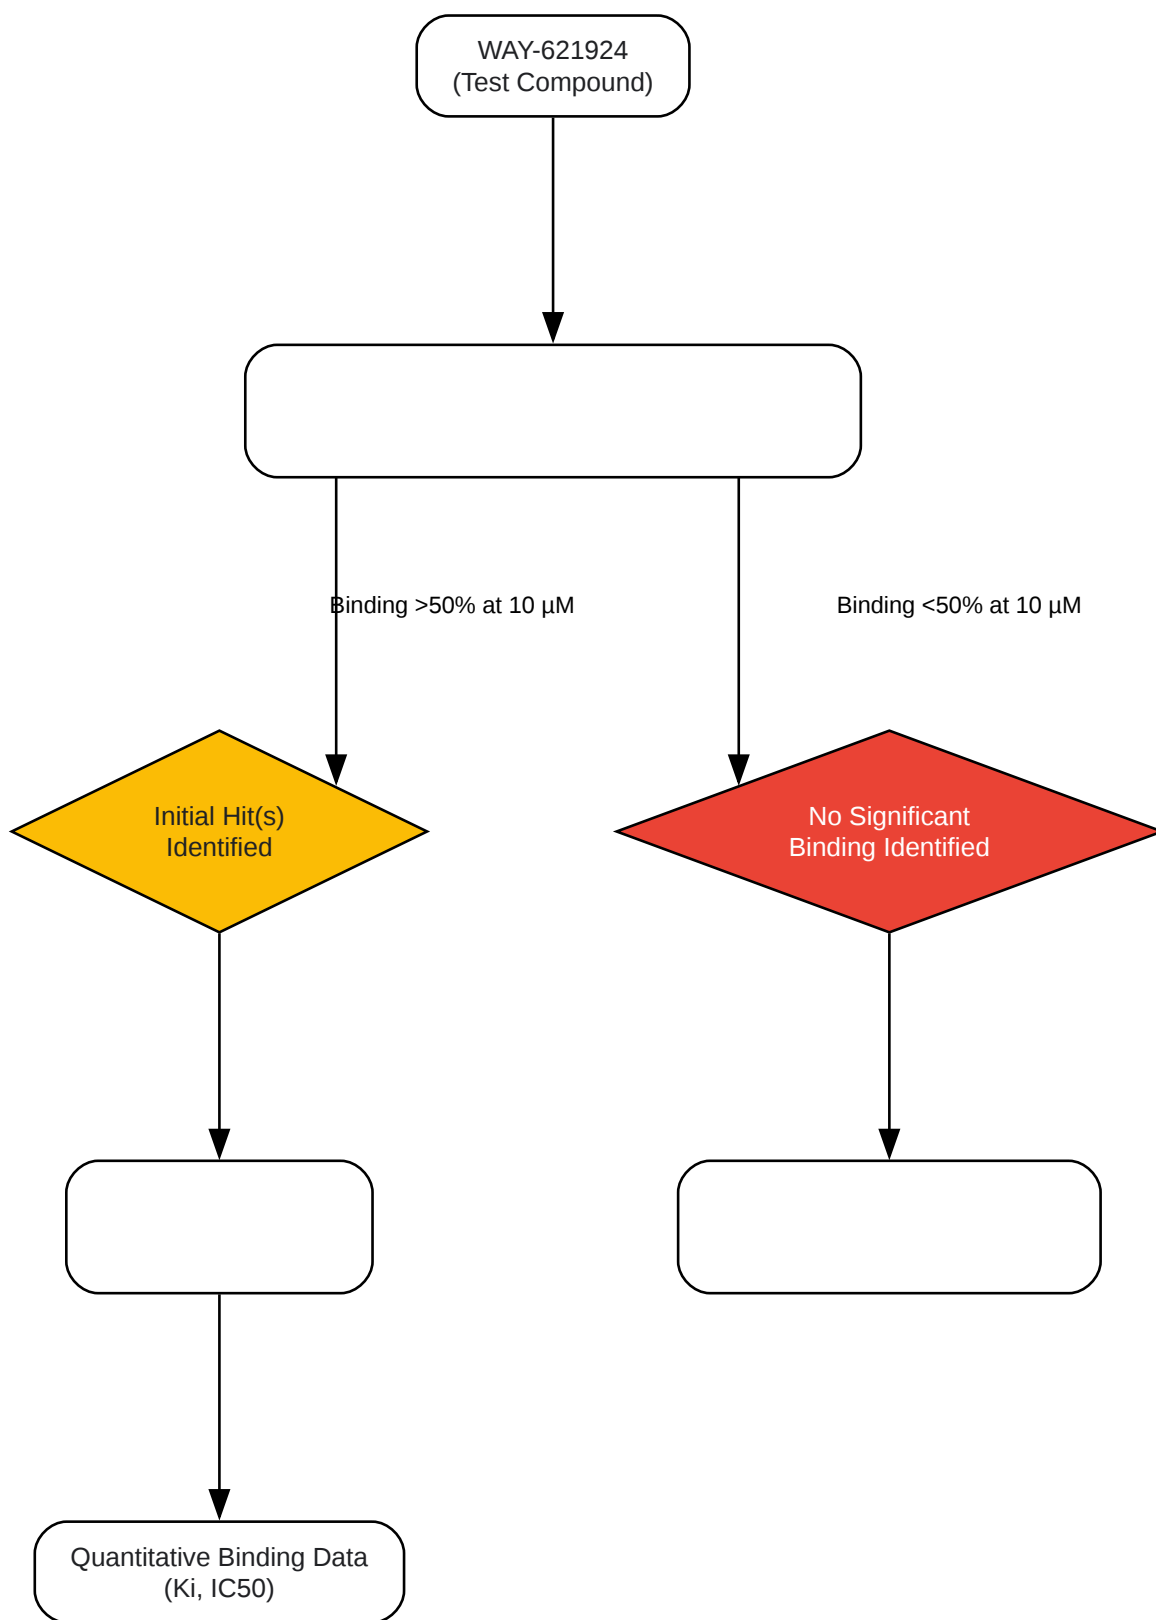 WAY-621924
(Test Compound)
Binding >50% at 10 µM
Binding <50% at 10 µM
Initial Hit(s)
Identified
No Significant
Binding Identified
Quantitative Binding Data
(Ki, IC50)